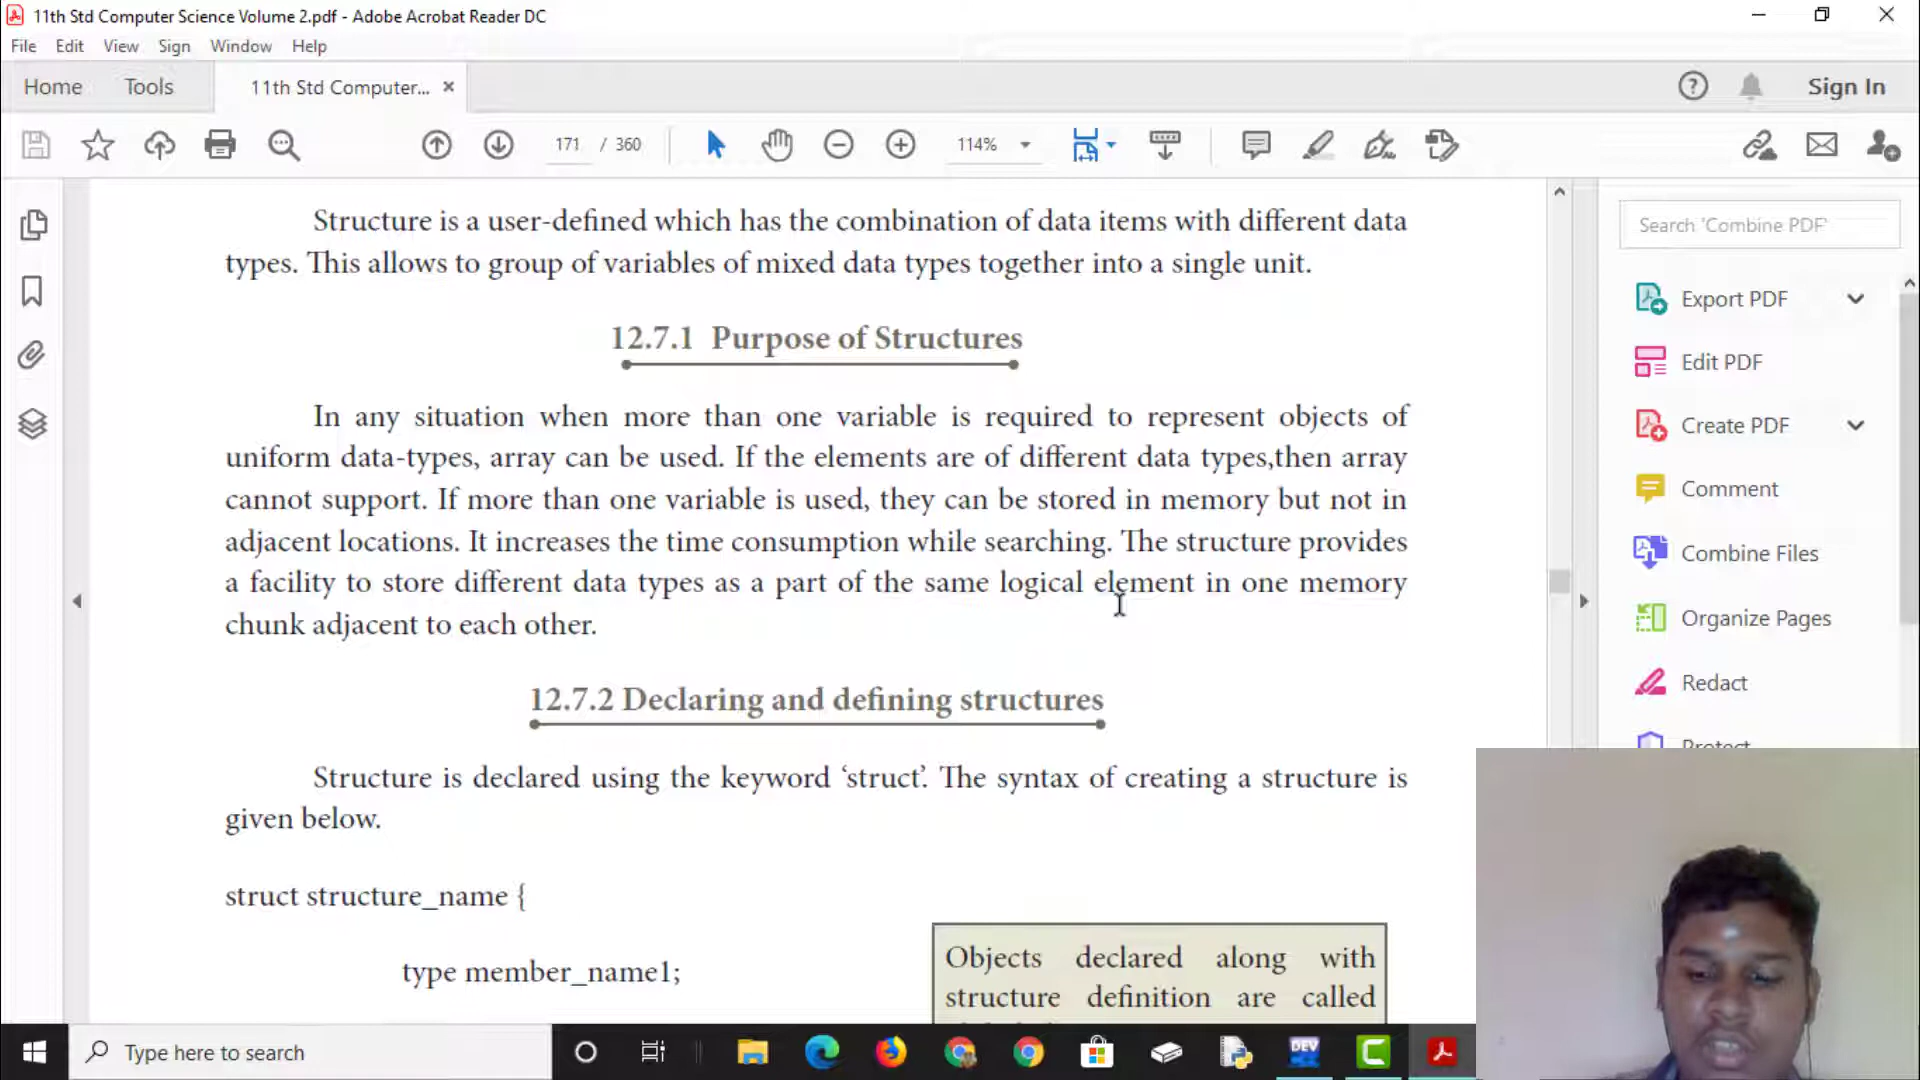 11th Std Computer Science Volume 2.pdf - Adobe Acrobat Reader DC
File Edit View Sign Window Help
Home Tools 11th Std Computer... × Sign In
171 / 360 114%
Structure is a user-defined which has the combination of data items with different data
types. This allows to group of variables of mixed data types together into a single unit.
12.7.1 Purpose of Structures
In any situation when more than one variable is required to represent objects of
uniform data-types, array can be used. If the elements are of different data types,then array
cannot support. If more than one variable is used, they can be stored in memory but not in
adjacent locations. It increases the time consumption while searching. The structure provides
a facility to store different data types as a part of the same logical element in one memory
chunk adjacent to each other.
12.7.2 Declaring and defining structures
Structure is declared using the keyword ‘struct’. The syntax of creating a structure is
given below.
struct structure_name {
type member_name1;
Objects declared along with
structure definition are called
Search 'Combine PDF'
Export PDF
Edit PDF
Create PDF
Comment
Combine Files
Organize Pages
Redact
Protect
Type here to search
DEV